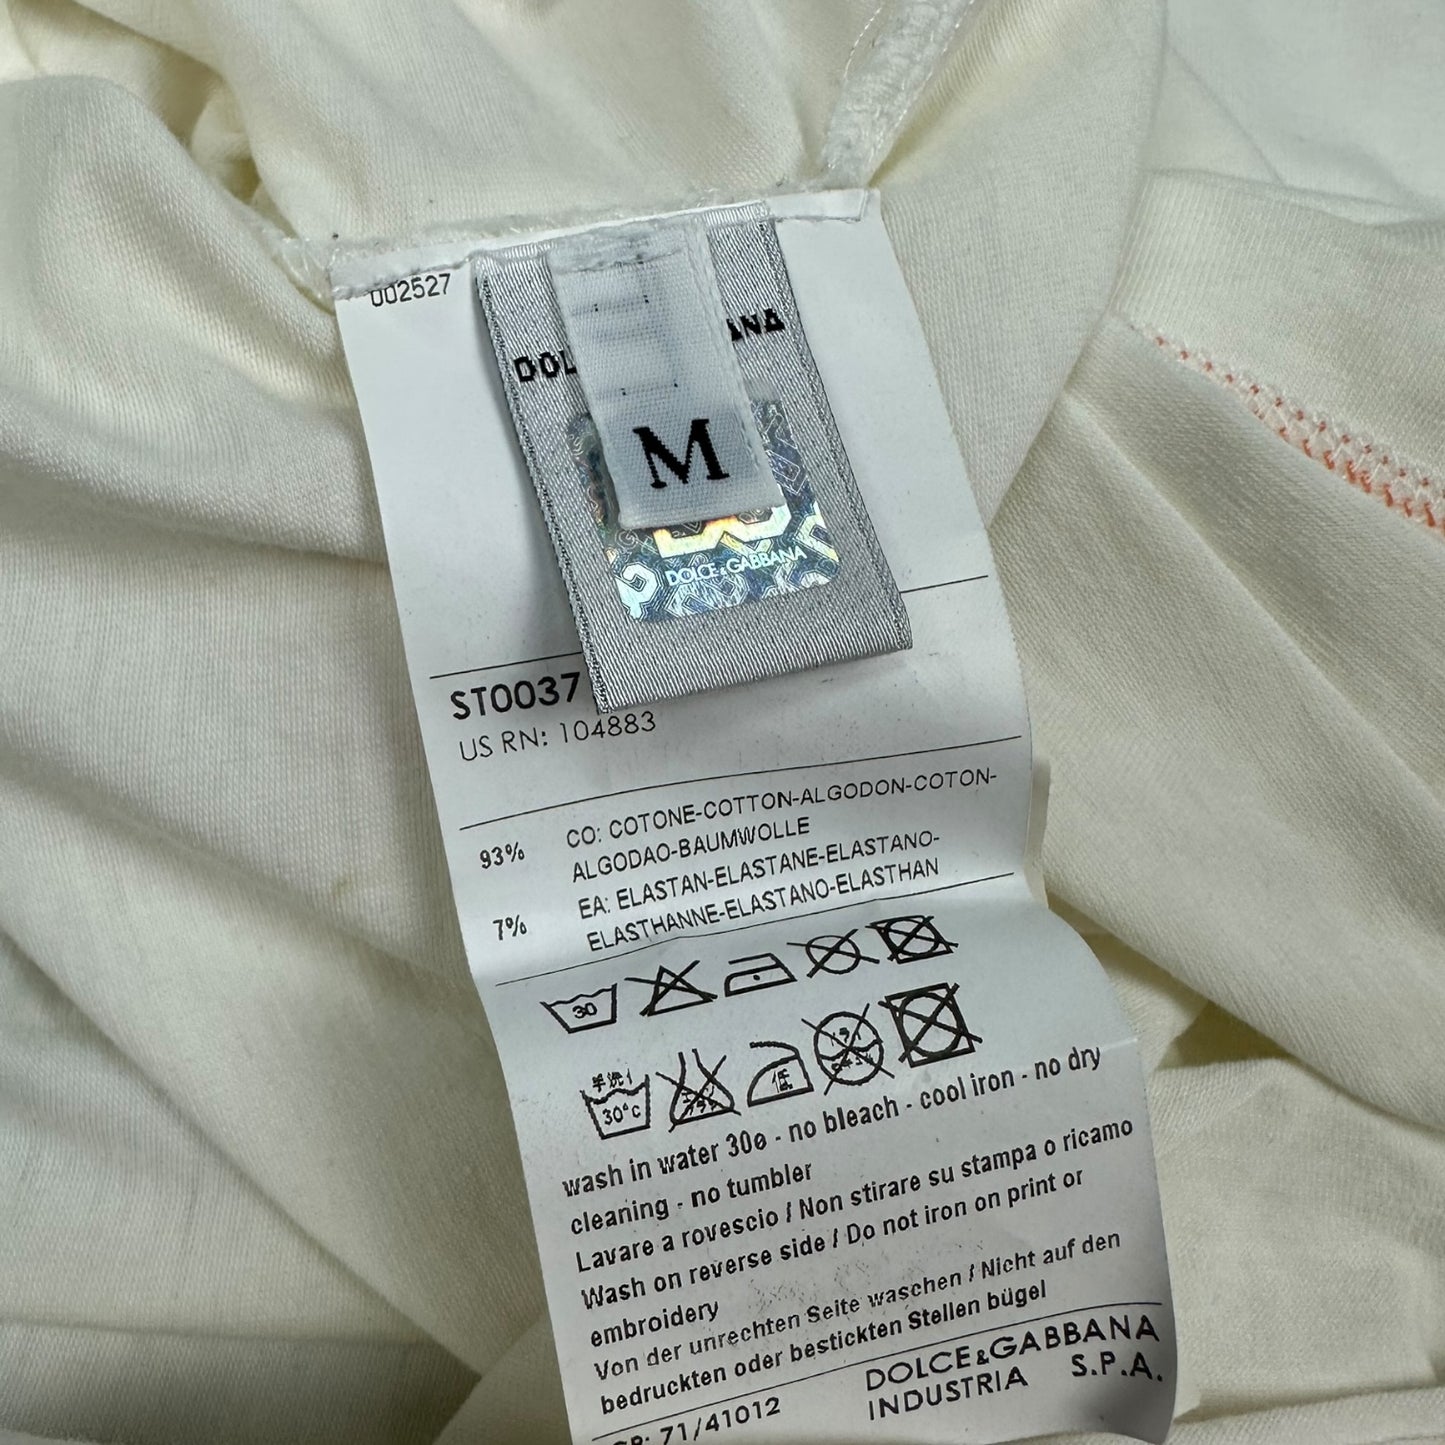 002527
M
DOLCE&GABBANA
ST0037
US RN: 104883
93%
CO: COTONE-COTTON-ALGODON-COTON-
ALGODAO-BAUMWOLLE
7%
EA: ELASTAN-ELASTANE-ELASTANO-
ELASTHANNE-ELASTANO-ELASTHAN
30
手洗イ
30°c
低
wash in water 30ø - no bleach - cool iron - no dry
cleaning - no tumbler
Lavare a rovescio / Non stirare su stampa o ricamo
Wash on reverse side / Do not iron on print or
embroidery
Von der unrechten Seite waschen / Nicht auf den
bedruckten oder bestickten Stellen bügel
DOLCE&GABBANA
INDUSTRIA S.P.A.
71/41012